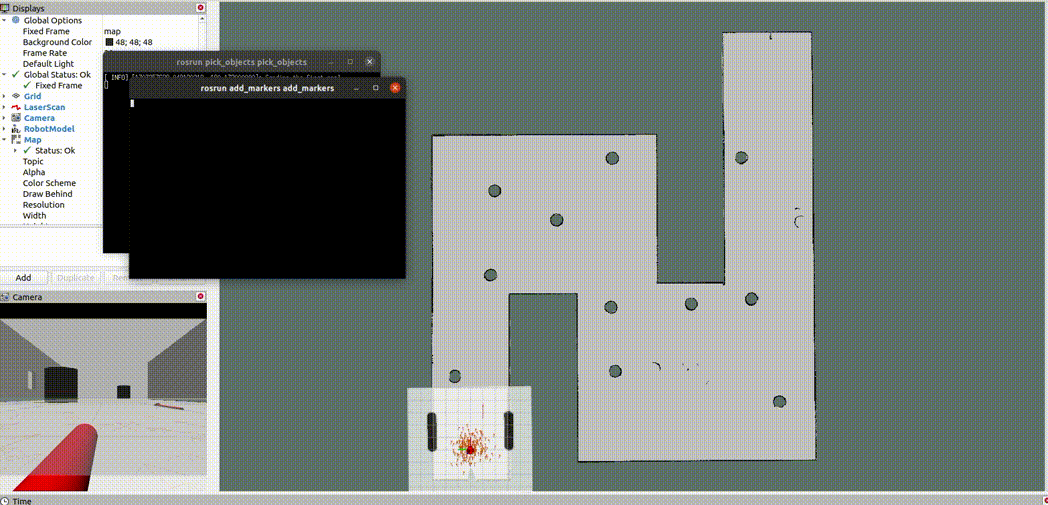 Displays
Global Options
Fixed Frame map
Background Color 48; 48; 48
Frame Rate
Default Light
Global Status: Ok
Fixed Frame
Grid
LaserScan
Camera
RobotModel
Map
Status: Ok
Topic
Alpha
Color Scheme
Draw Behind
Resolution
Width
Add Duplicate
Camera
Time
rosrun pick_objects pick_objects
[ INFO]
rosrun add_markers add_markers